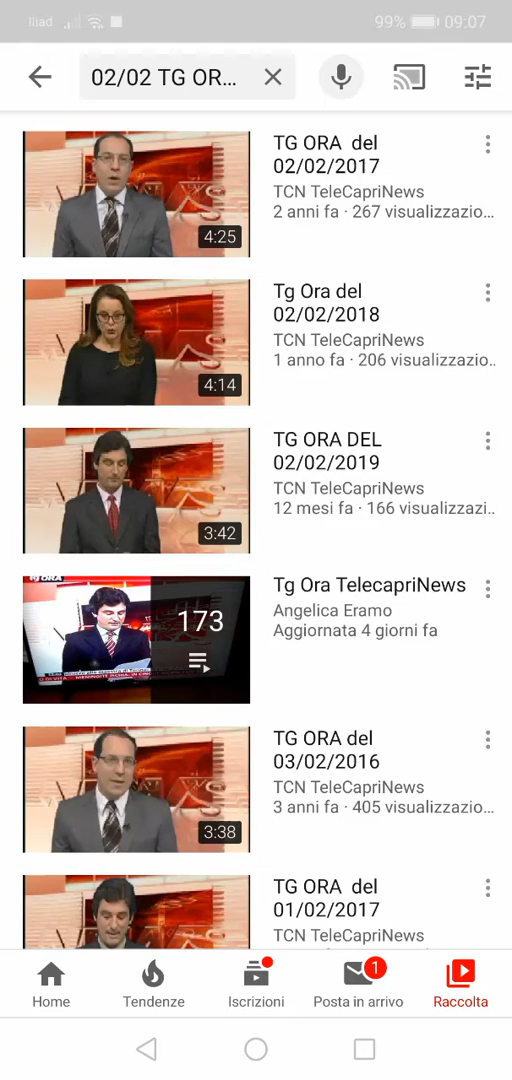 Iliad
99%
09:07
02/02 TG OR...
TG ORA del
02/02/2017
TCN TeleCapriNews
2 anni fa · 267 visualizzazio...
4:25
Tg Ora del
02/02/2018
TCN TeleCapriNews
1 anno fa · 206 visualizzazio..
4:14
TG ORA DEL
02/02/2019
TCN TeleCapriNews
12 mesi fa · 166 visualizzazi..
3:42
Tg Ora TelecapriNews
Angelica Eramo
Aggiornata 4 giorni fa
TG ORA
173
TG ORA del
03/02/2016
TCN TeleCapriNews
3 anni fa · 405 visualizzazio...
3:38
TG ORA del
01/02/2017
TCN TeleCapriNews
1
Home
Tendenze
Iscrizioni
Posta in arrivo
Raccolta